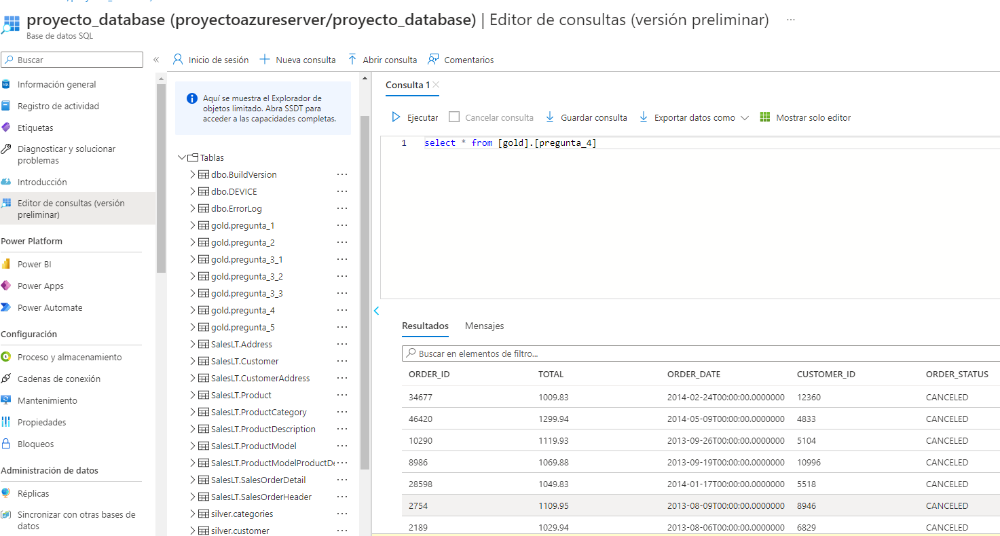 proyecto_database (proyectoazureserver/proyecto_database) | Editor de consultas (versión preliminar) ...
Base de datos SQL
Buscar «
Información general
Registro de actividad
Etiquetas
Diagnosticar y solucionar
problemas
Introducción
Editor de consultas (versión
preliminar)
Power Platform
Power BI
Power Apps
Power Automate
Configuración
Proceso y almacenamiento
Cadenas de conexión
Mantenimiento
Propiedades
Bloqueos
Administración de datos
Réplicas
Sincronizar con otras bases de
datos
Inicio de sesión Nueva consulta Abrir consulta Comentarios
Aquí se muestra el Explorador de
objetos limitado. Abra SSDT para
acceder a las capacidades completas.
Tablas
dbo.BuildVersion ...
dbo.DEVICE ...
dbo.ErrorLog ...
gold.pregunta_1 ...
gold.pregunta_2 ...
gold.pregunta_3_1 ...
gold.pregunta_3_2 ...
gold.pregunta_3_3 ...
gold.pregunta_4 ...
gold.pregunta_5 ...
SalesLT.Address ...
SalesLT.Customer ...
SalesLT.CustomerAddress ...
SalesLT.Product ...
SalesLT.ProductCategory ...
SalesLT.ProductDescription ...
SalesLT.ProductModel ...
SalesLT.ProductModelProductDe ...
SalesLT.SalesOrderDetail ...
SalesLT.SalesOrderHeader ...
silver.categories ...
silver.customer ...
Consulta 1
Ejecutar Cancelar consulta Guardar consulta Exportar datos como Mostrar solo editor
1 select * from [gold].[pregunta_4]
Resultados Mensajes
Buscar en elementos de filtro...
ORDER_ID TOTAL ORDER_DATE CUSTOMER_ID ORDER_STATUS
34677 1009.83 2014-02-24T00:00:00.0000000 12360 CANCELED
46420 1299.94 2014-05-09T00:00:00.0000000 4833 CANCELED
10290 1119.93 2013-09-26T00:00:00.0000000 5104 CANCELED
8986 1069.88 2013-09-19T00:00:00.0000000 10996 CANCELED
28598 1049.83 2014-01-17T00:00:00.0000000 5518 CANCELED
2754 1109.95 2013-08-09T00:00:00.0000000 8946 CANCELED
2189 1029.94 2013-08-06T00:00:00.0000000 6829 CANCELED